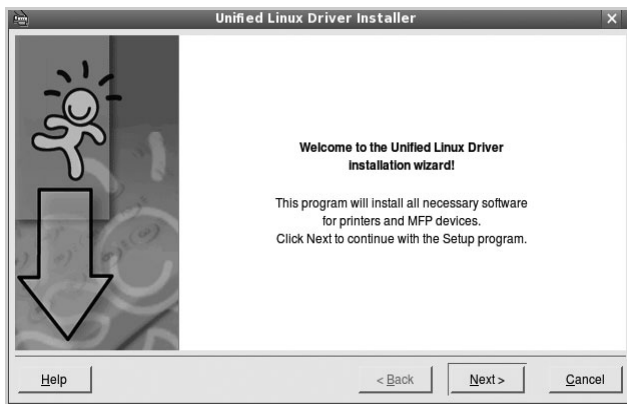 Unified Linux Driver Installer
Welcome to the Unified Linux Driver
installation wizard!
This program will install all necessary software
for printers and MFP devices.
Click Next to continue with the Setup program.
Help
< Back
Next >
Cancel